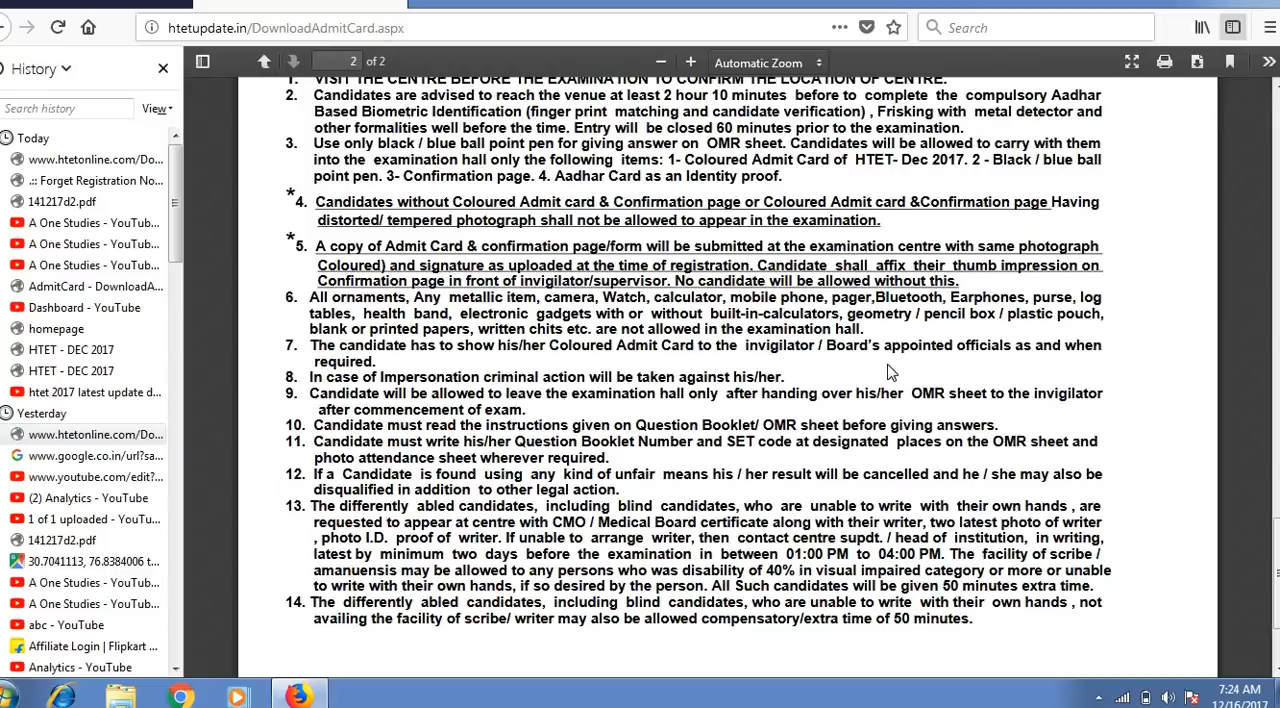 htetupdate.in/DownloadAdmitCard.aspx
Search
History
2 of 2
Automatic Zoom
Search history
View
Today
www.htetonline.com/Do...
.:: Forget Registration No...
141217d2.pdf
A One Studies - YouTub...
A One Studies - YouTub...
A One Studies - YouTub...
AdmitCard - DownloadA...
Dashboard - YouTube
homepage
HTET - DEC 2017
HTET - DEC 2017
htet 2017 latest update d...
Yesterday
www.htetonline.com/Do...
www.google.co.in/url?sa...
www.youtube.com/edit?...
(2) Analytics - YouTube
1 of 1 uploaded - YouTub...
141217d2.pdf
30.7041113, 76.8384006 t...
A One Studies - YouTub...
A One Studies - YouTub...
abc - YouTube
Affiliate Login | Flipkart ...
Analytics - YouTube
1. VISIT THE CENTRE BEFORE THE EXAMINATION TO CONFIRM THE LOCATION OF CENTRE.
2. Candidates are advised to reach the venue at least 2 hour 10 minutes before to complete the compulsory Aadhar
Based Biometric Identification (finger print matching and candidate verification) , Frisking with metal detector and
other formalities well before the time. Entry will be closed 60 minutes prior to the examination.
3. Use only black / blue ball point pen for giving answer on OMR sheet. Candidates will be allowed to carry with them
into the examination hall only the following items: 1- Coloured Admit Card of HTET- Dec 2017. 2 - Black / blue ball
point pen. 3- Confirmation page. 4. Aadhar Card as an Identity proof.
*4. Candidates without Coloured Admit card & Confirmation page or Coloured Admit card &Confirmation page Having
distorted/ tempered photograph shall not be allowed to appear in the examination.
*5. A copy of Admit Card & confirmation page/form will be submitted at the examination centre with same photograph
Coloured) and signature as uploaded at the time of registration. Candidate shall affix their thumb impression on
Confirmation page in front of invigilator/supervisor. No candidate will be allowed without this.
6. All ornaments, Any metallic item, camera, Watch, calculator, mobile phone, pager,Bluetooth, Earphones, purse, log
tables, health band, electronic gadgets with or without built-in-calculators, geometry / pencil box / plastic pouch,
blank or printed papers, written chits etc. are not allowed in the examination hall.
7. The candidate has to show his/her Coloured Admit Card to the invigilator / Board's appointed officials as and when
required.
8. In case of Impersonation criminal action will be taken against his/her.
9. Candidate will be allowed to leave the examination hall only after handing over his/her OMR sheet to the invigilator
after commencement of exam.
10. Candidate must read the instructions given on Question Booklet/ OMR sheet before giving answers.
11. Candidate must write his/her Question Booklet Number and SET code at designated places on the OMR sheet and
photo attendance sheet wherever required.
12. If a Candidate is found using any kind of unfair means his / her result will be cancelled and he / she may also be
disqualified in addition to other legal action.
13. The differently abled candidates, including blind candidates, who are unable to write with their own hands , are
requested to appear at centre with CMO / Medical Board certificate along with their writer, two latest photo of writer
, photo I.D. proof of writer. If unable to arrange writer, then contact centre supdt. / head of institution, in writing,
latest by minimum two days before the examination in between 01:00 PM to 04:00 PM. The facility of scribe /
amanuensis may be allowed to any persons who was disability of 40% in visual impaired category or more or unable
to write with their own hands, if so desired by the person. All Such candidates will be given 50 minutes extra time.
14. The differently abled candidates, including blind candidates, who are unable to write with their own hands , not
availing the facility of scribe/ writer may also be allowed compensatory/extra time of 50 minutes.
7:24 AM
12/16/2017